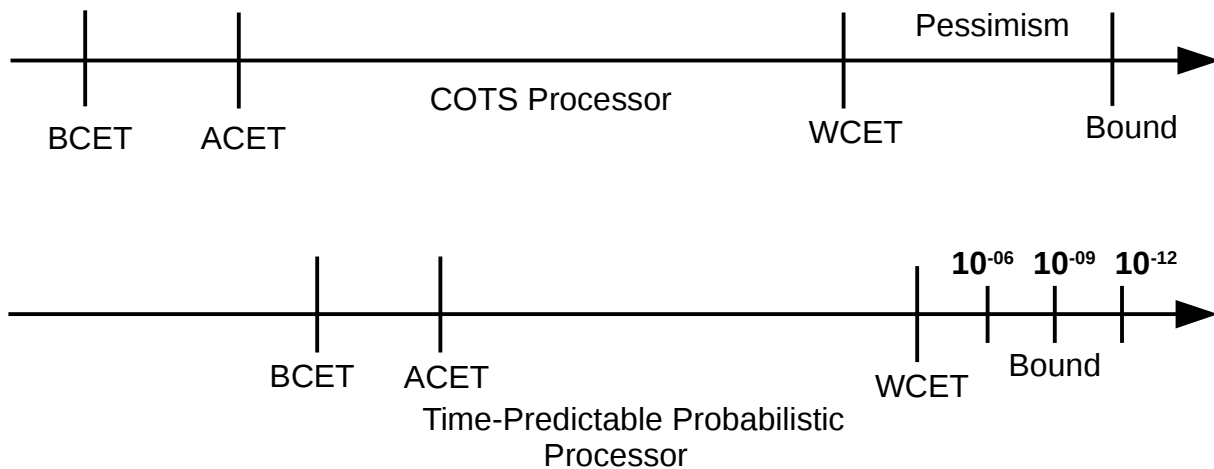 Pessimism
COTS Processor
BCET ACET WCET Bound
10⁻⁰⁶ 10⁻⁰⁹ 10⁻¹²
BCET ACET WCET Bound
Time-Predictable Probabilistic
Processor